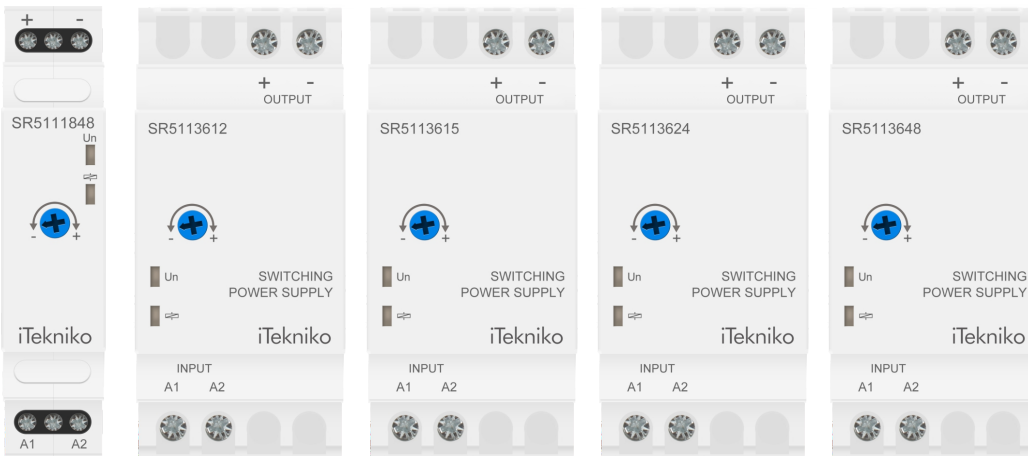 + -
SR5111848
Un
- +
iTekniko
A1 A2
+ -
OUTPUT
SR5113612
- +
Un
SWITCHING
POWER SUPPLY
iTekniko
INPUT
A1 A2
+ -
OUTPUT
SR5113615
- +
Un
SWITCHING
POWER SUPPLY
iTekniko
INPUT
A1 A2
+ -
OUTPUT
SR5113624
- +
Un
SWITCHING
POWER SUPPLY
iTekniko
INPUT
A1 A2
+ -
OUTPUT
SR5113648
- +
Un
SWITCHING
POWER SUPPLY
iTekniko
INPUT
A1 A2